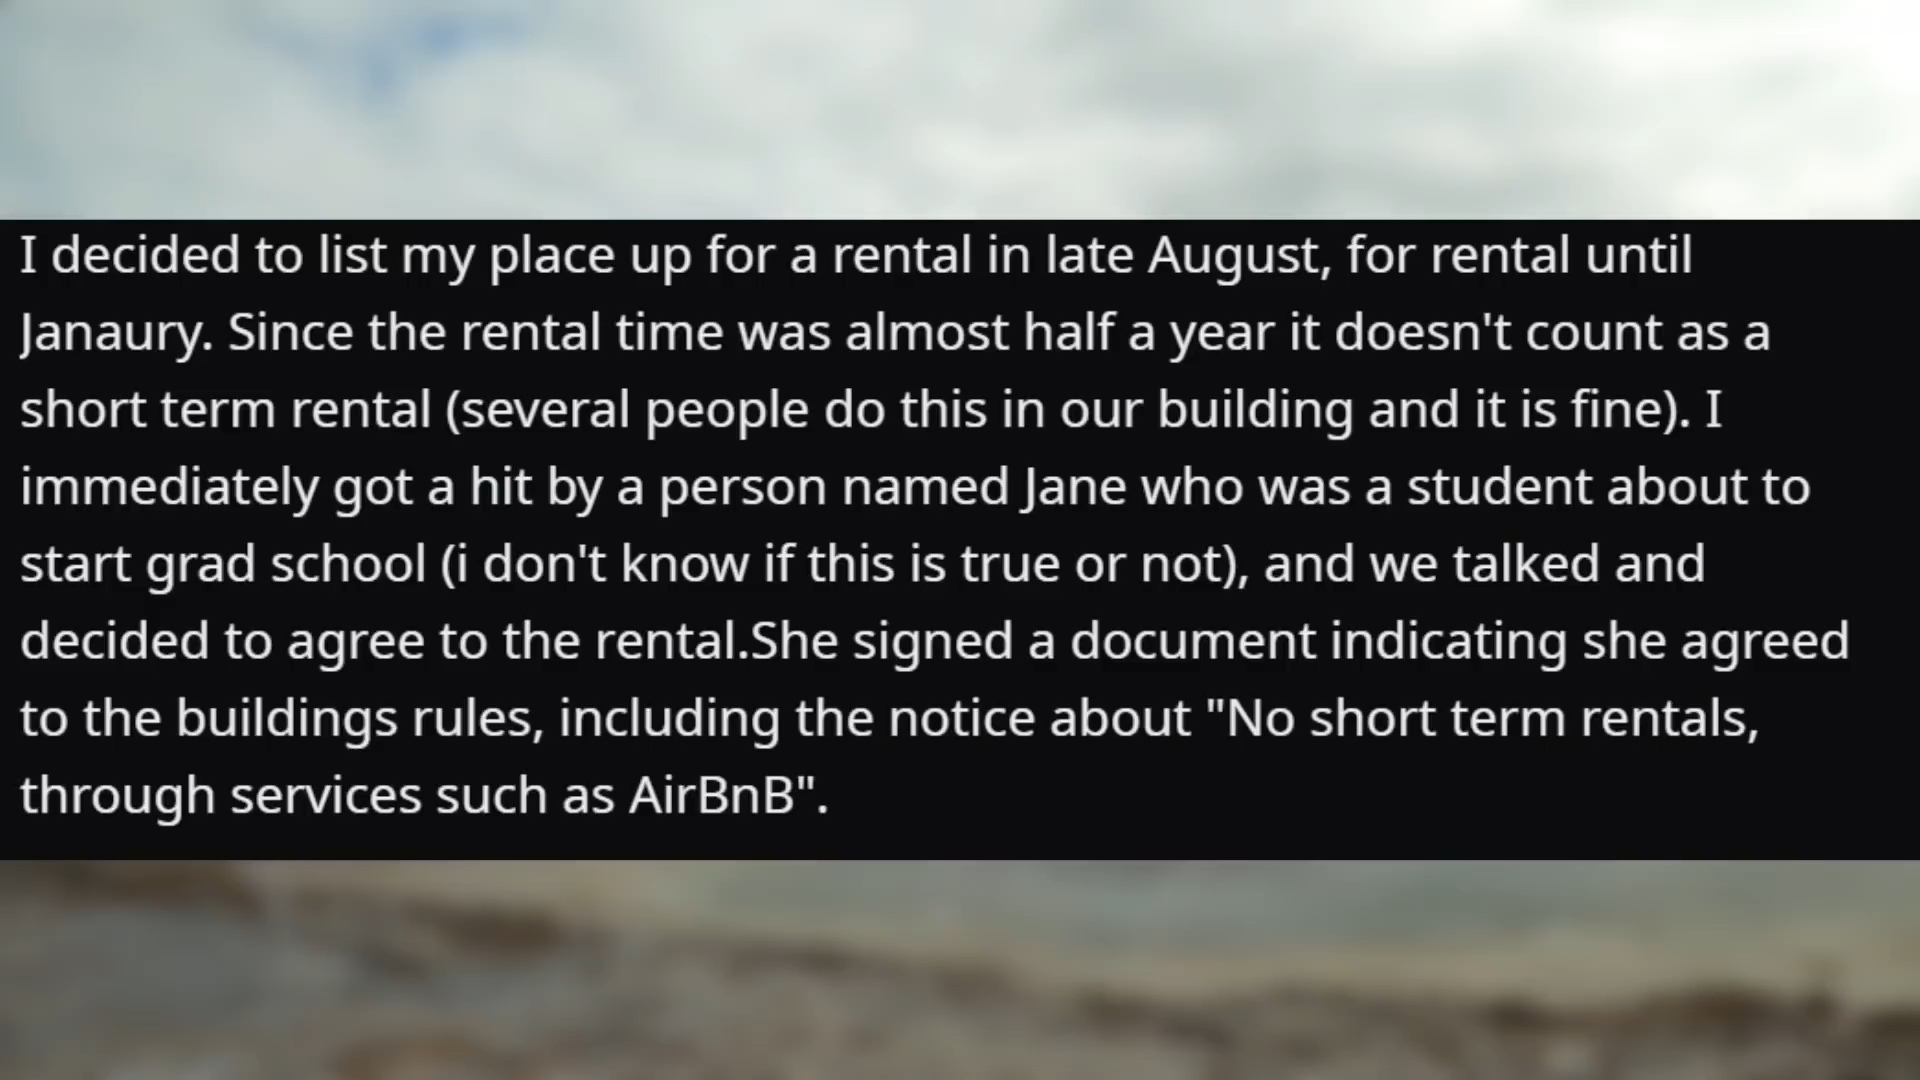 I decided to list my place up for a rental in late August, for rental until
Janaury. Since the rental time was almost half a year it doesn't count as a
short term rental (several people do this in our building and it is fine). I
immediately got a hit by a person named Jane who was a student about to
start grad school (i don't know if this is true or not), and we talked and
decided to agree to the rental.She signed a document indicating she agreed
to the buildings rules, including the notice about "No short term rentals,
through services such as AirBnB".